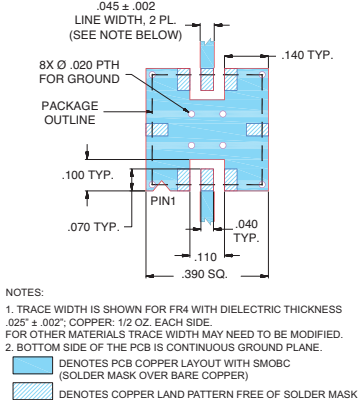 .045 ± .002
LINE WIDTH, 2 PL.
(SEE NOTE BELOW)
.140 TYP.
8X Ø .020 PTH
FOR GROUND
PACKAGE
OUTLINE
.100 TYP.
PIN1
.070 TYP.
.040
TYP.
.110
.390 SQ.
NOTES:
1. TRACE WIDTH IS SHOWN FOR FR4 WITH DIELECTRIC THICKNESS
.025" ± .002"; COPPER: 1/2 OZ. EACH SIDE.
FOR OTHER MATERIALS TRACE WIDTH MAY NEED TO BE MODIFIED.
2. BOTTOM SIDE OF THE PCB IS CONTINUOUS GROUND PLANE.
DENOTES PCB COPPER LAYOUT WITH SMOBC
(SOLDER MASK OVER BARE COPPER)
DENOTES COPPER LAND PATTERN FREE OF SOLDER MASK